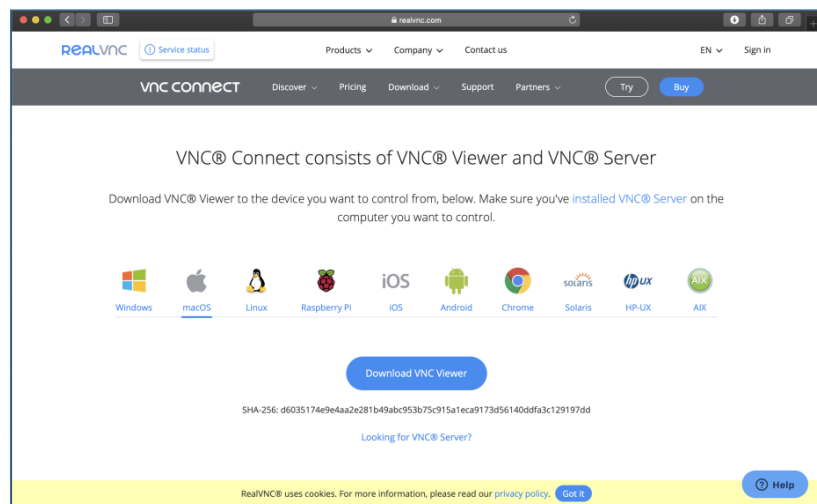 realvnc.com
REALVNC Service status Products Company Contact us EN Sign in
vnc connect Discover Pricing Download Support Partners Try Buy
VNC® Connect consists of VNC® Viewer and VNC® Server
Download VNC® Viewer to the device you want to control from, below. Make sure you've installed VNC® Server on the
computer you want to control.
iOS solaris hp UX AIX
Windows macOS Linux Raspberry Pi iOS Android Chrome Solaris HP-UX AIX
Download VNC Viewer
SHA-256: d6035174e9e4aa2e281b49abc953b75c915a1eca9173d56140ddfa3c129197dd
Looking for VNC® Server?
RealVNC® uses cookies. For more information, please read our privacy policy. Got it
Help